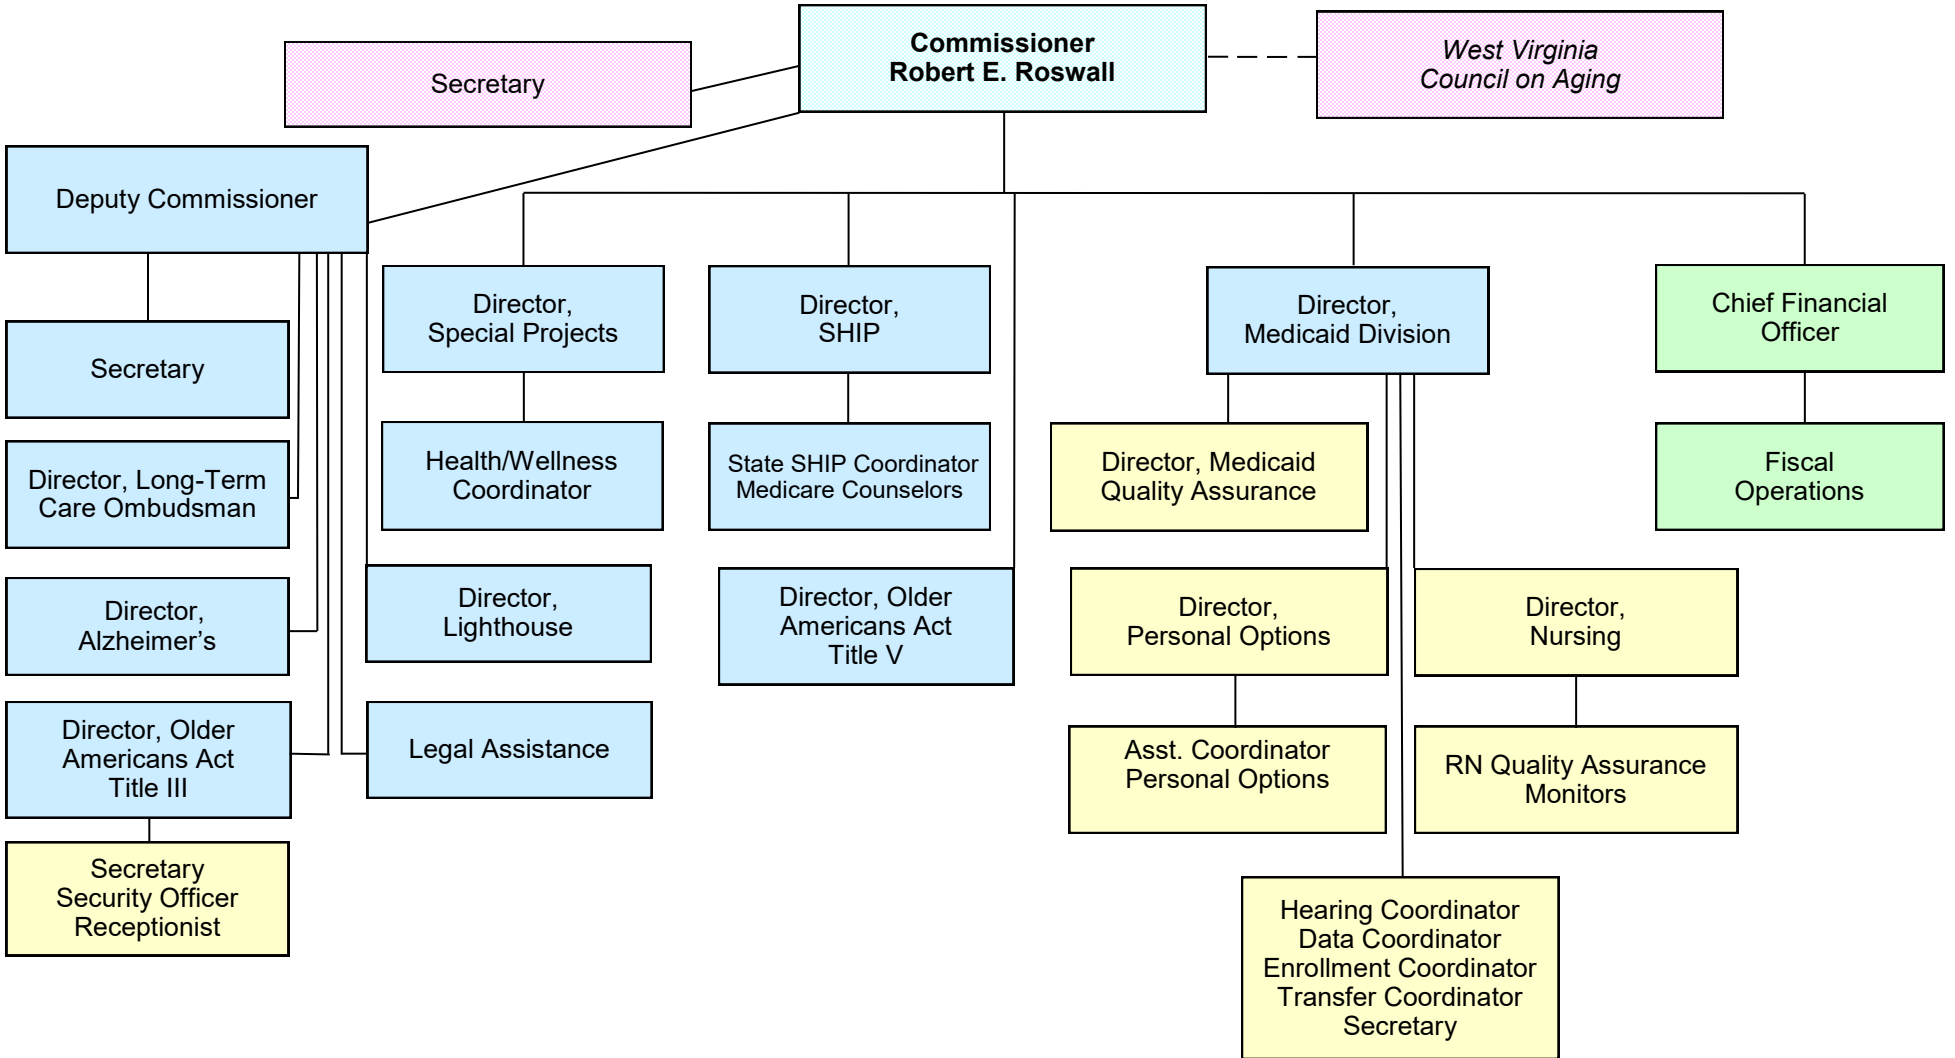 Commissioner
Robert E. Roswall
West Virginia
Council on Aging
Secretary
Deputy Commissioner
Director,
Special Projects
Director,
SHIP
Director,
Medicaid Division
Chief Financial
Officer
Secretary
Health/Wellness
Coordinator
State SHIP Coordinator
Medicare Counselors
Director, Medicaid
Quality Assurance
Fiscal
Operations
Director, Long-Term
Care Ombudsman
Director,
Alzheimer’s
Director,
Lighthouse
Director, Older
Americans Act
Title V
Director,
Personal Options
Director,
Nursing
Director, Older
Americans Act
Title III
Legal Assistance
Asst. Coordinator
Personal Options
RN Quality Assurance
Monitors
Secretary
Security Officer
Receptionist
Hearing Coordinator
Data Coordinator
Enrollment Coordinator
Transfer Coordinator
Secretary